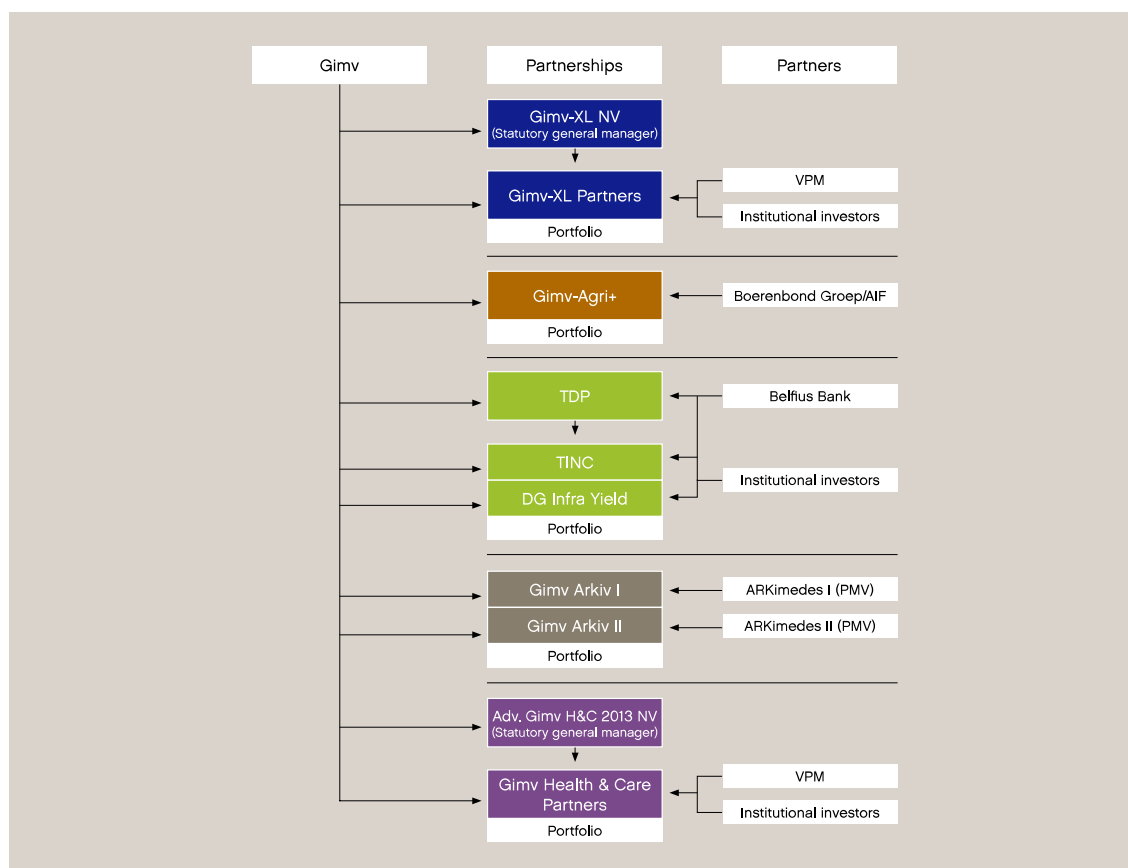 Gimv
Partnerships
Partners
Gimv-XL NV
(Statutory general manager)
Gimv-XL Partners
Portfolio
VPM
Institutional investors
Gimv-Agri+
Portfolio
Boerenbond Groep/AIF
TDP
TINC
DG Infra Yield
Portfolio
Belfius Bank
Institutional investors
Gimv Arkiv I
Gimv Arkiv II
Portfolio
ARKimedes I (PMV)
ARKimedes II (PMV)
Adv. Gimv H&C 2013 NV
(Statutory general manager)
Gimv Health & Care
Partners
Portfolio
VPM
Institutional investors